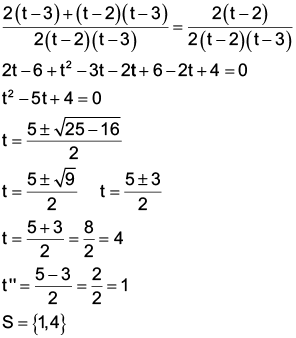 2(t−3)+(t−2)(t−3)/2(t−2)(t−3) = 2(t−2)/2(t−2)(t−3)
2t−6+t²−3t−2t+6−2t+4=0
t²−5t+4=0
t=5±√25−16/2
t=5±√9/2 t=5±3/2
t=5+3/2=8/2=4
t"=5−3/2=2/2=1
S={1,4}